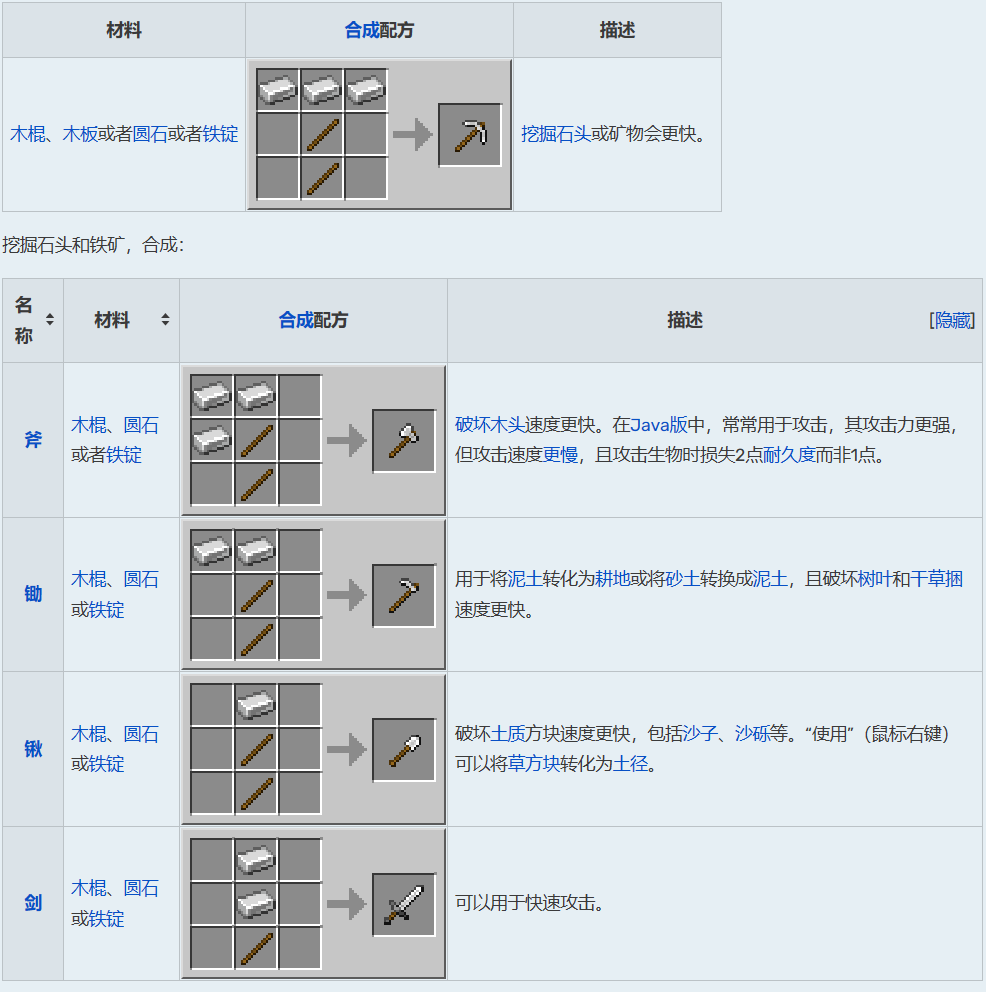 材料 合成配方 描述
木棍、木板或者圆石或者铁锭 挖掘石头或矿物会更快。
挖掘石头和铁矿，合成：
名称 材料 合成配方 描述 [隐藏]
斧
木棍、圆石
或者铁锭
破坏木头速度更快。在Java版中，常常用于攻击，其攻击力更强，
但攻击速度更慢，且攻击生物时损失2点耐久度而非1点。
锄
木棍、圆石
或铁锭
用于将泥土转化为耕地或将砂土转换成泥土，且破坏树叶和干草捆
速度更快。
锹
木棍、圆石
或铁锭
破坏土质方块速度更快，包括沙子、沙砾等。“使用”（鼠标右键）
可以将草方块转化为土径。
剑
木棍、圆石
或铁锭
可以用于快速攻击。